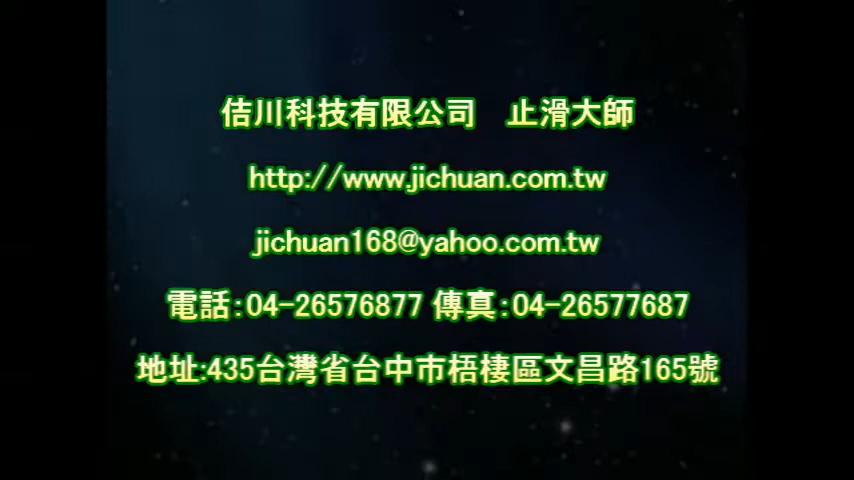 佶川科技有限公司　止滑大師
http://www.jichuan.com.tw
jichuan168@yahoo.com.tw
電話:04-26576877 傳真:04-26577687
地址:435台灣省台中市梧棲區文昌路165號